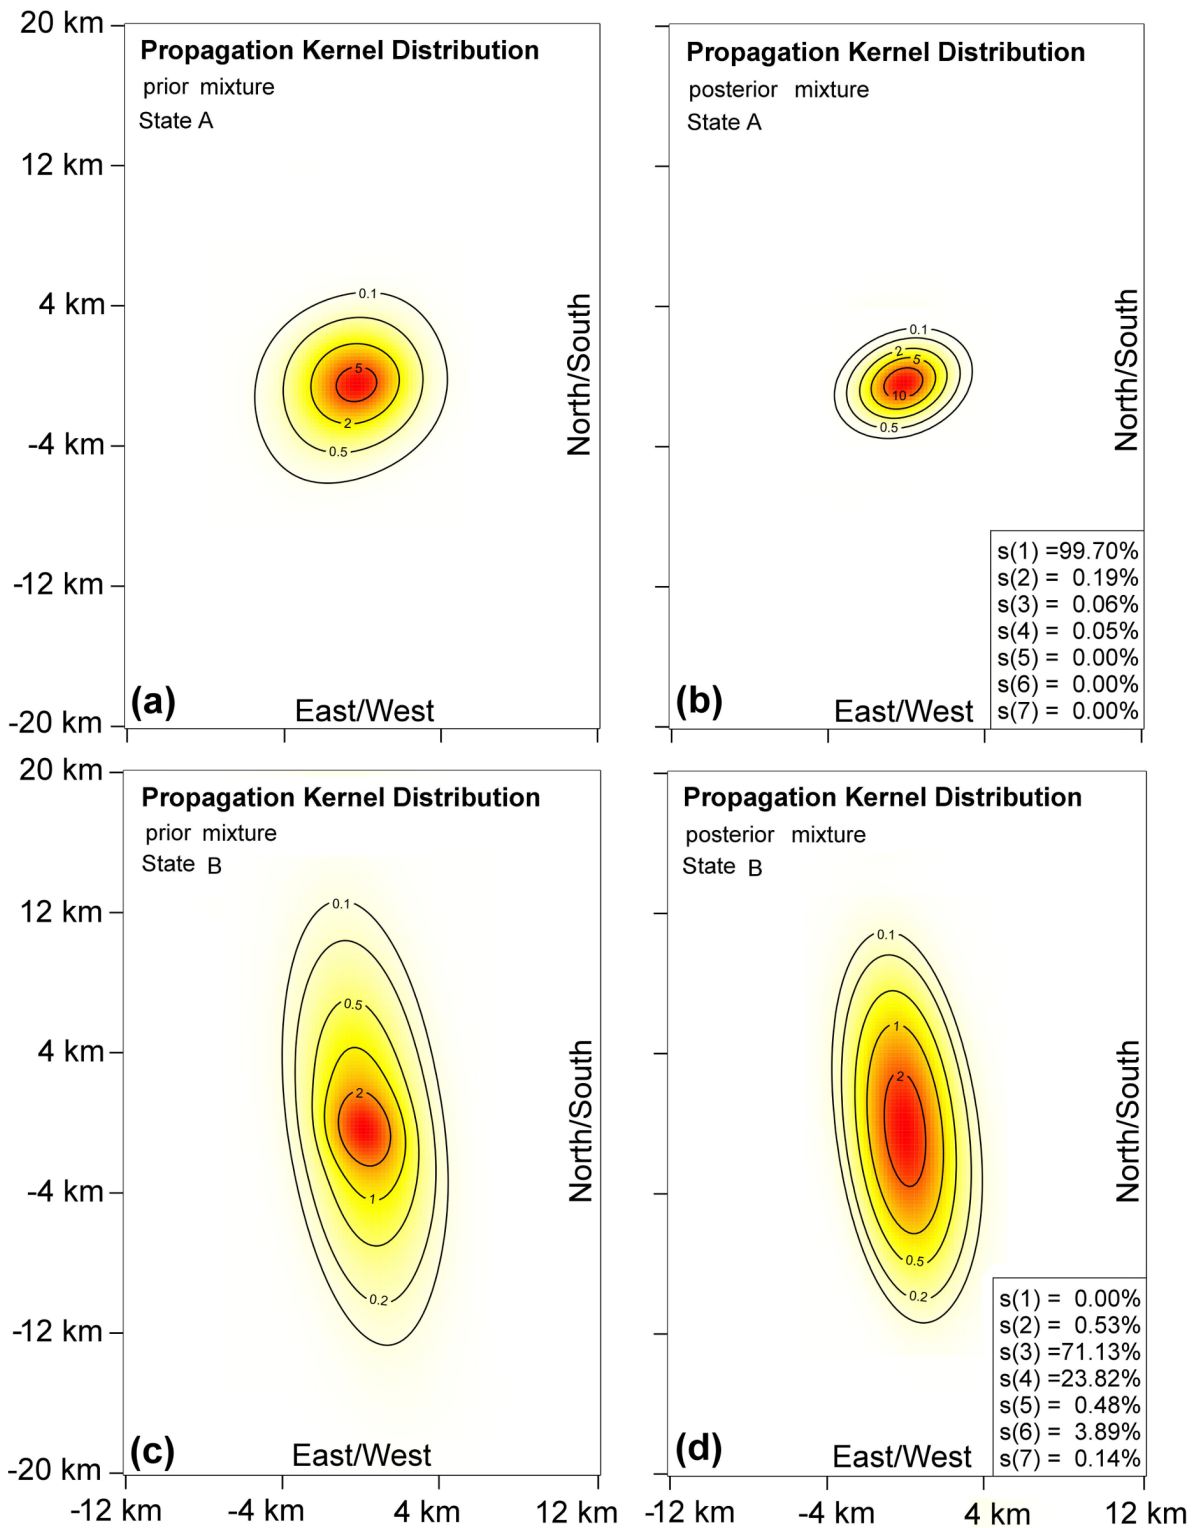 20 km
12 km
4 km
-4 km
-12 km
-20 km
Propagation Kernel Distribution
prior mixture
State A
0.1
5
2
0.5
North/South
(a)
East/West
Propagation Kernel Distribution
posterior mixture
State A
0.1
2
5
10
0.5
North/South
s(1) =99.70%
s(2) = 0.19%
s(3) = 0.06%
s(4) = 0.05%
s(5) = 0.00%
s(6) = 0.00%
s(7) = 0.00%
(b)
East/West
20 km
12 km
4 km
-4 km
-12 km
-20 km
Propagation Kernel Distribution
prior mixture
State B
0.1
0.5
2
1
0.2
North/South
(c)
East/West
-12 km
-4 km
4 km
12 km
Propagation Kernel Distribution
posterior mixture
State B
0.1
1
2
0.5
0.2
North/South
s(1) = 0.00%
s(2) = 0.53%
s(3) =71.13%
s(4) =23.82%
s(5) = 0.48%
s(6) = 3.89%
s(7) = 0.14%
(d)
East/West
-12 km
-4 km
4 km
12 km